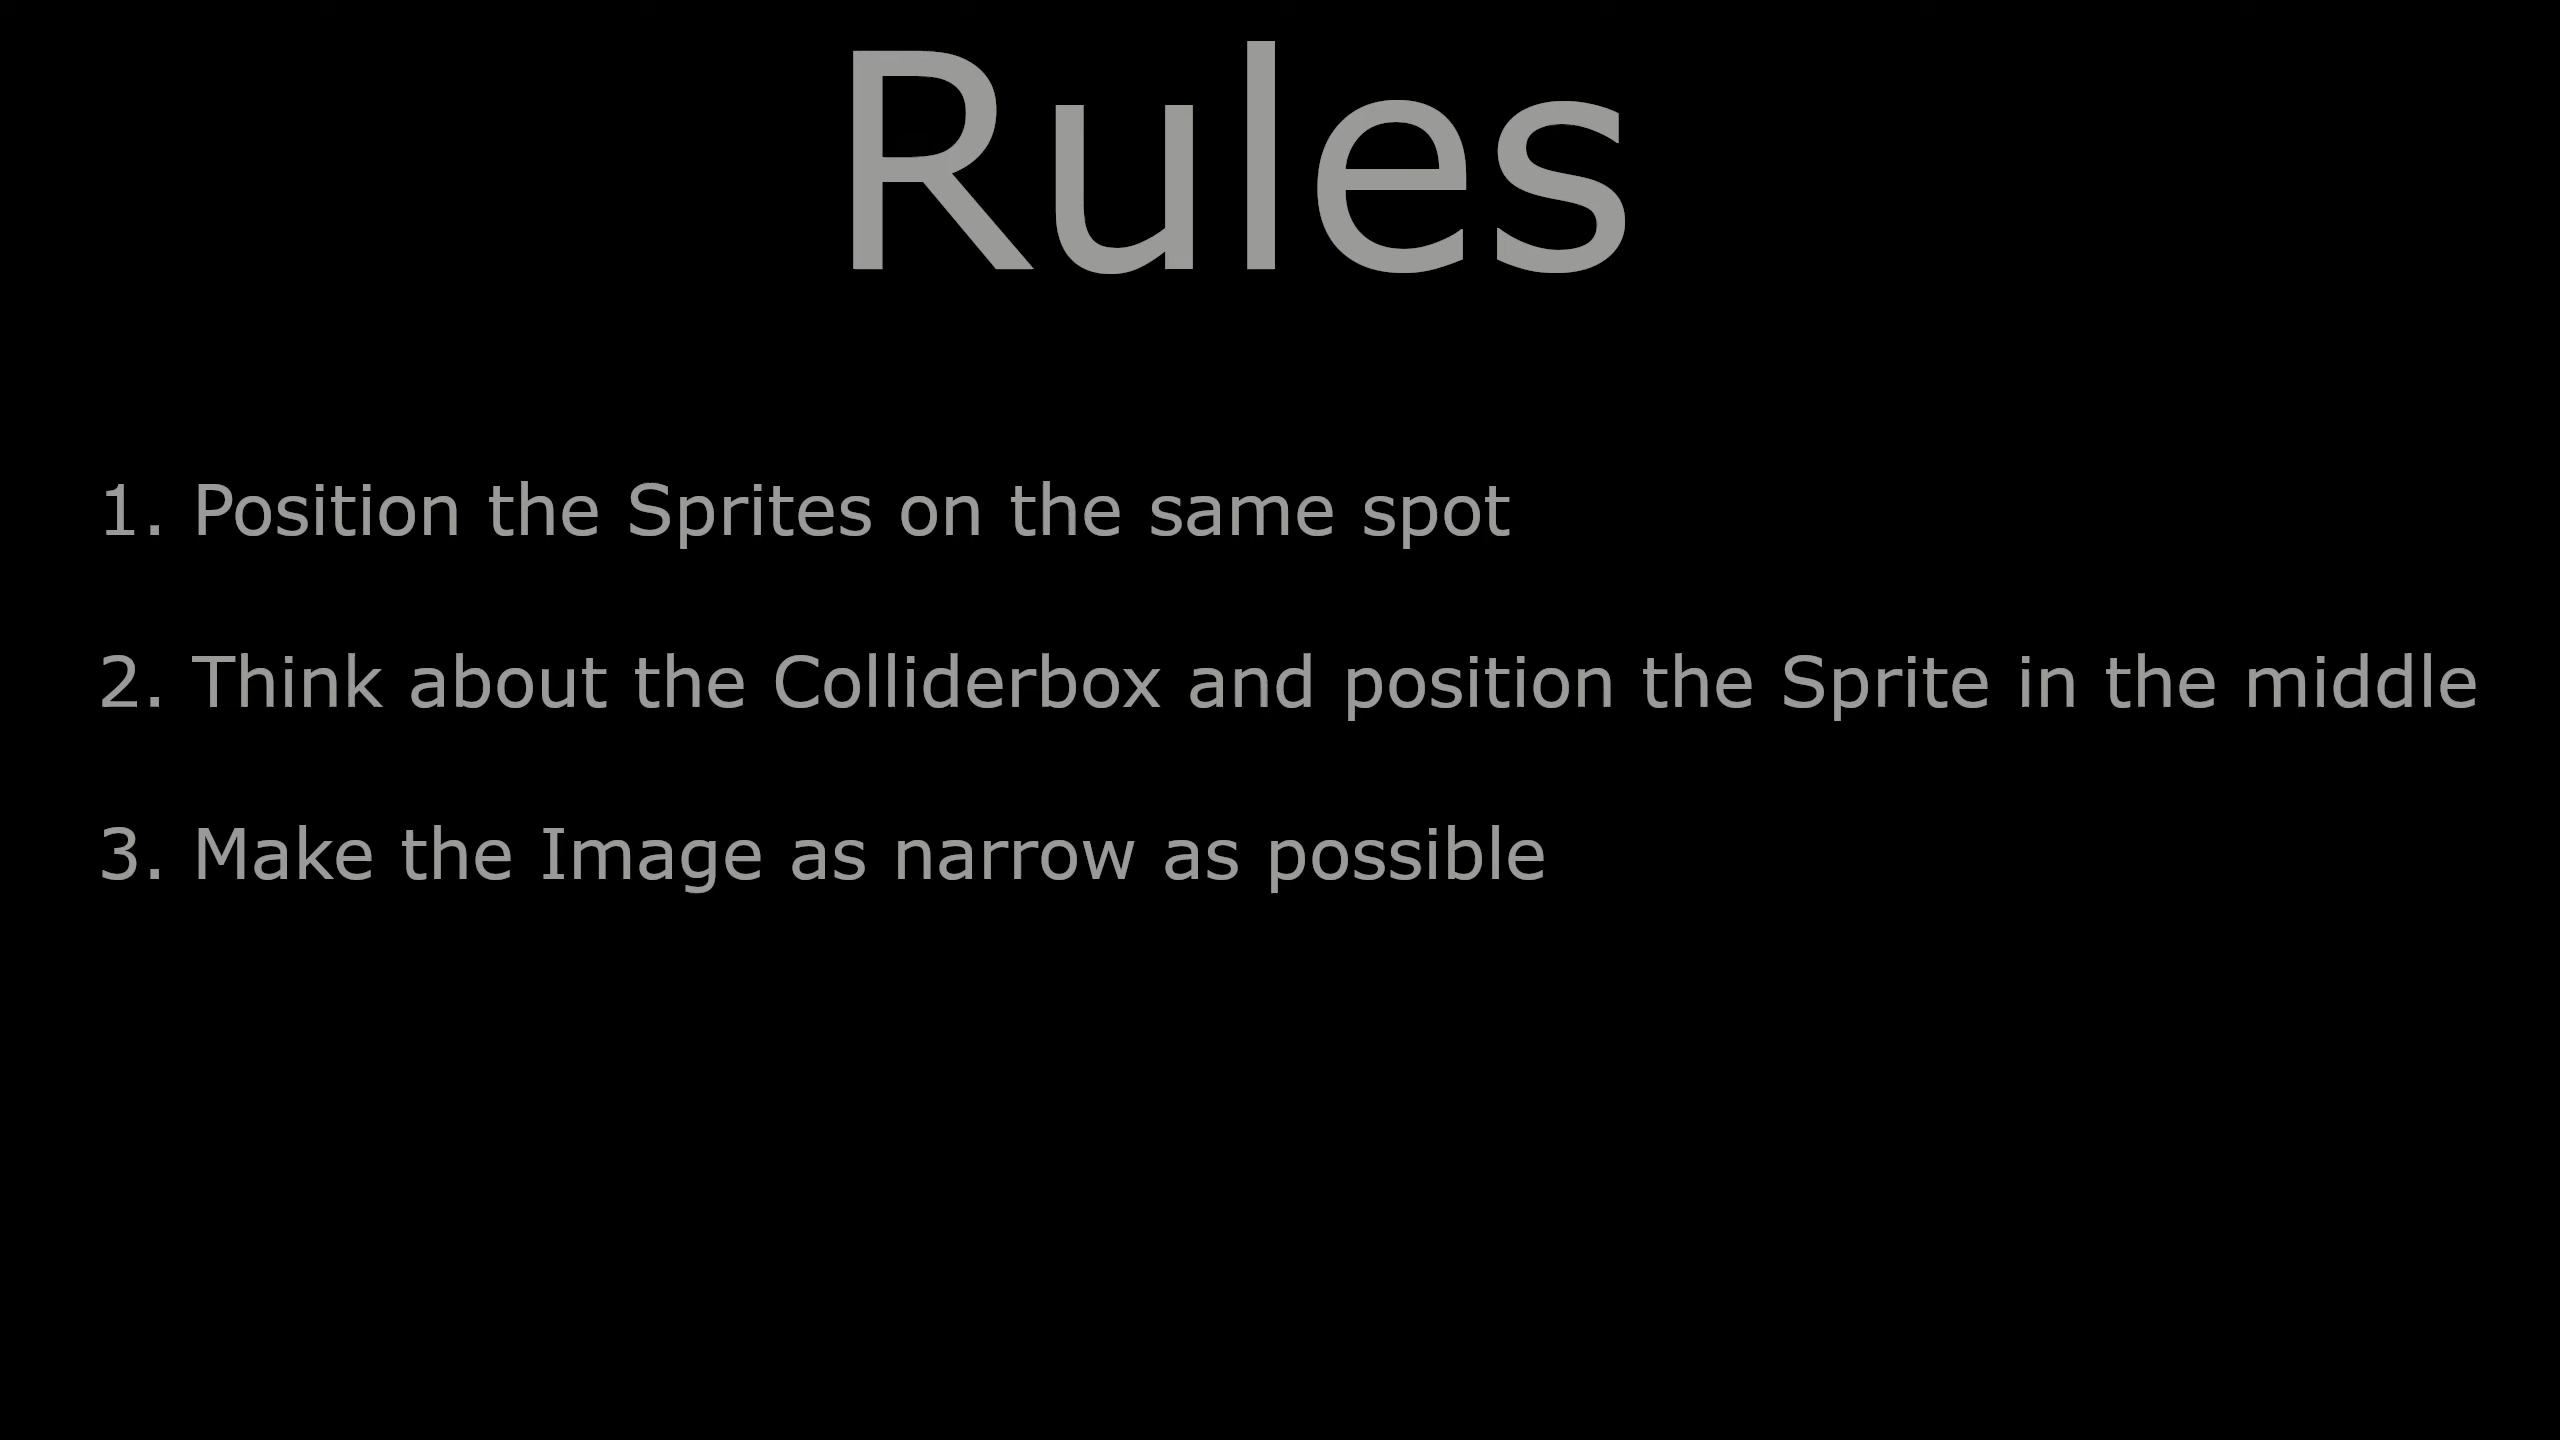 Rules
1. Position the Sprites on the same spot
2. Think about the Colliderbox and position the Sprite in the middle
3. Make the Image as narrow as possible